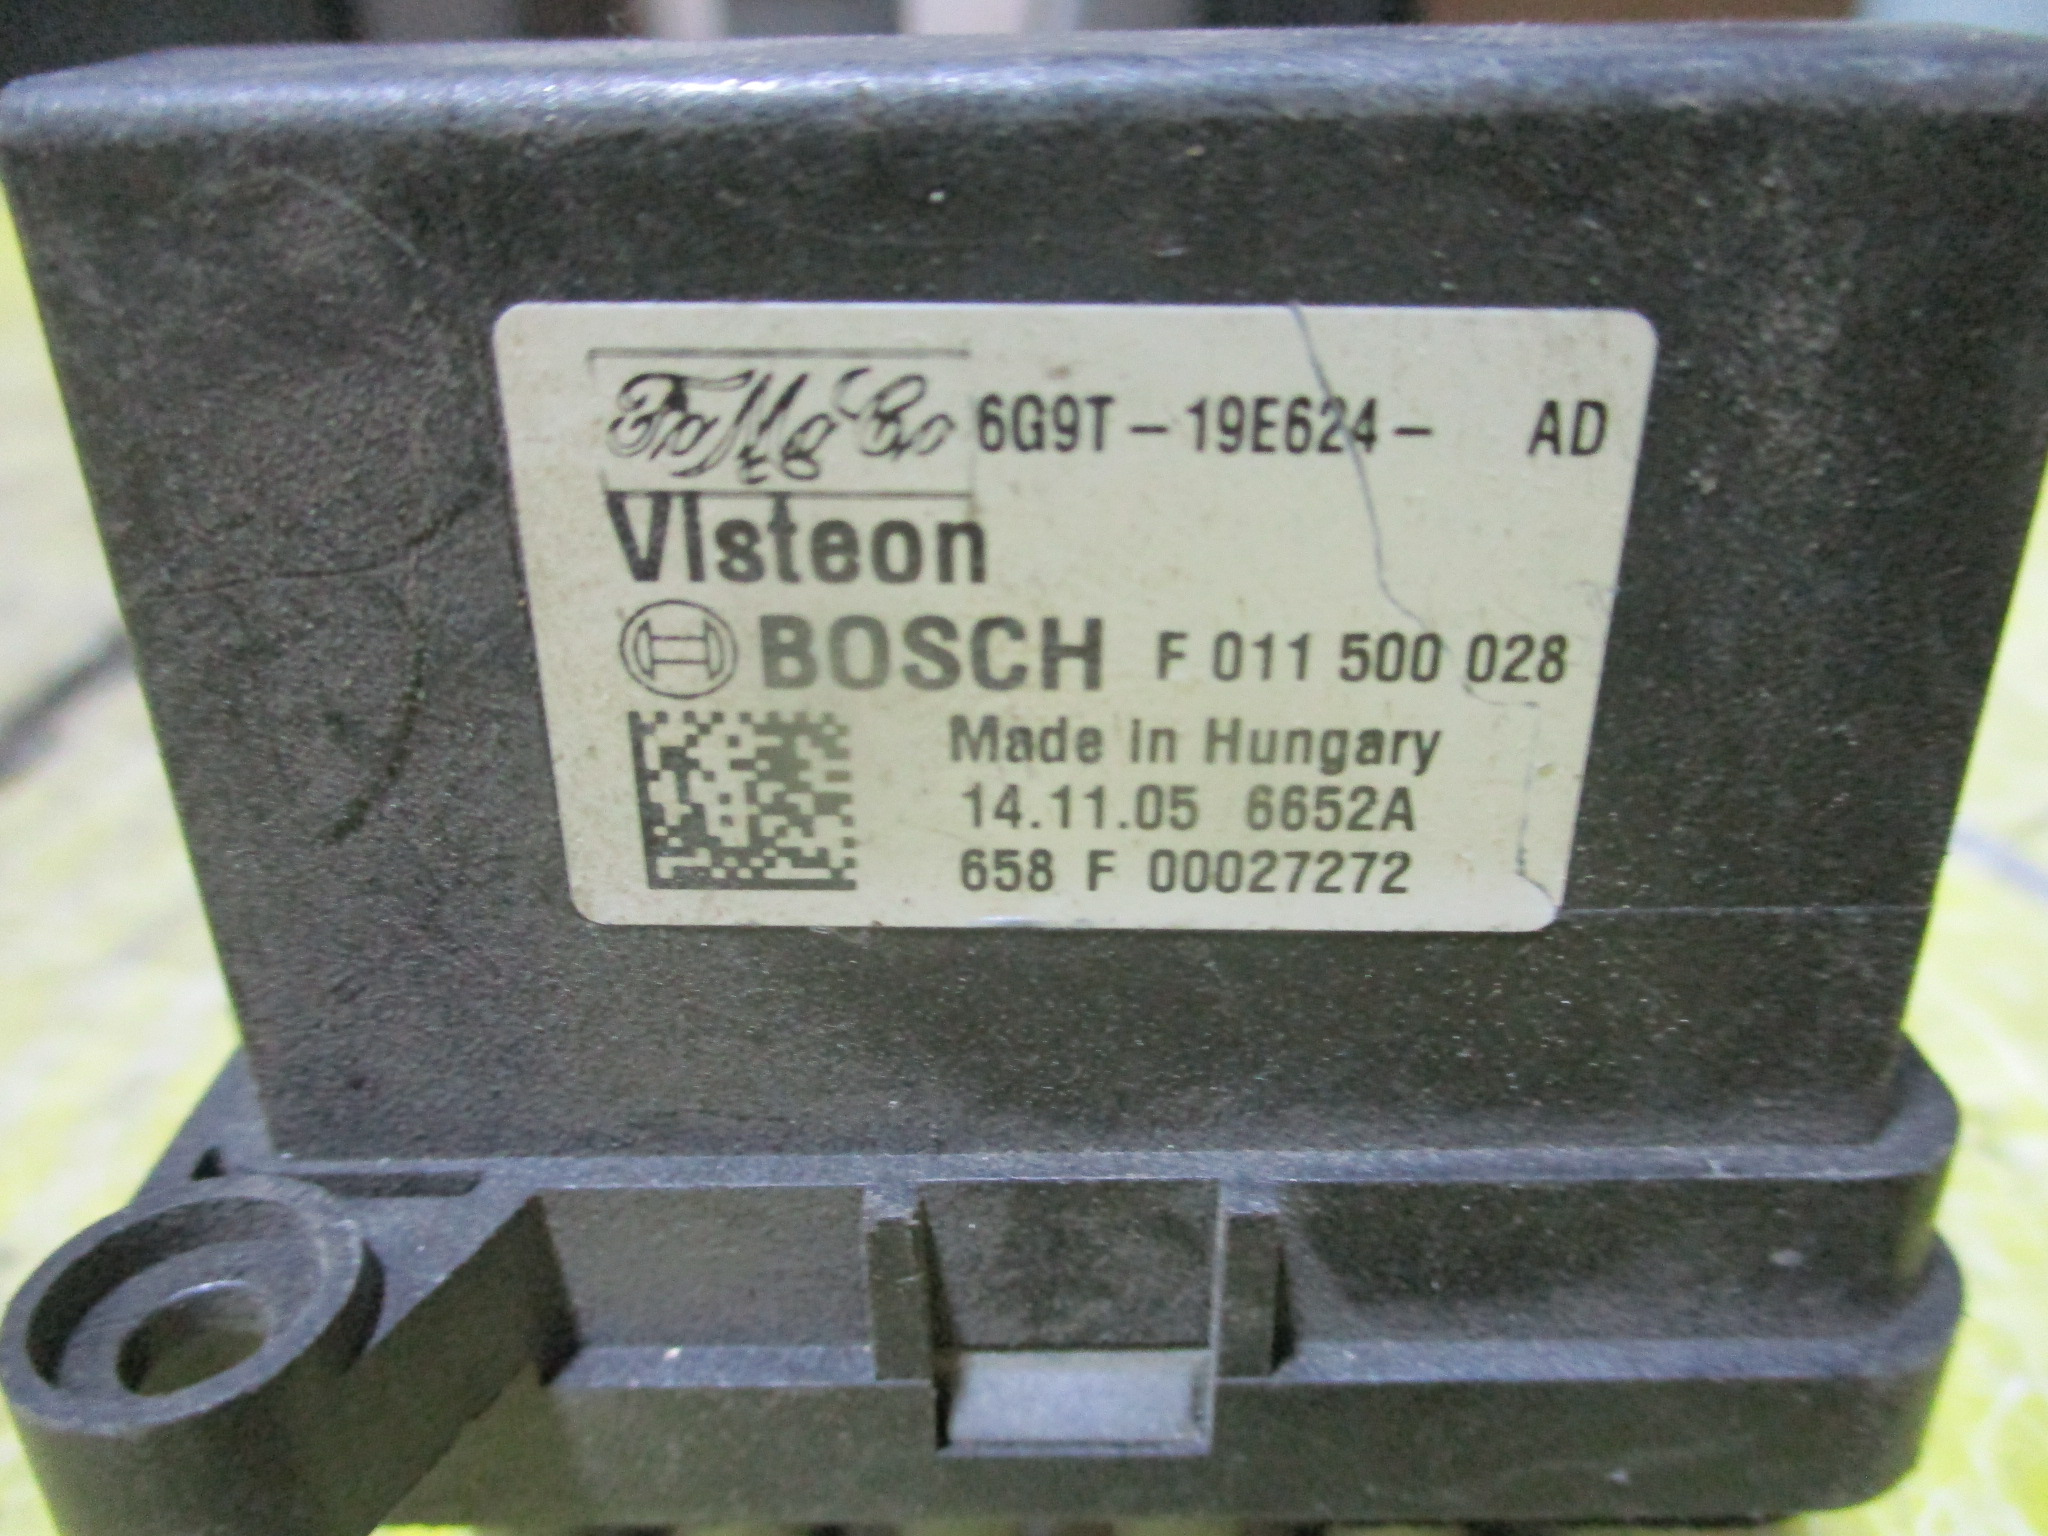 FoMoCo 6G9T-19E624- AD
Visteon
BOSCH F 011 500 028
Made in Hungary
14.11.05 6652A
658 F 00027272